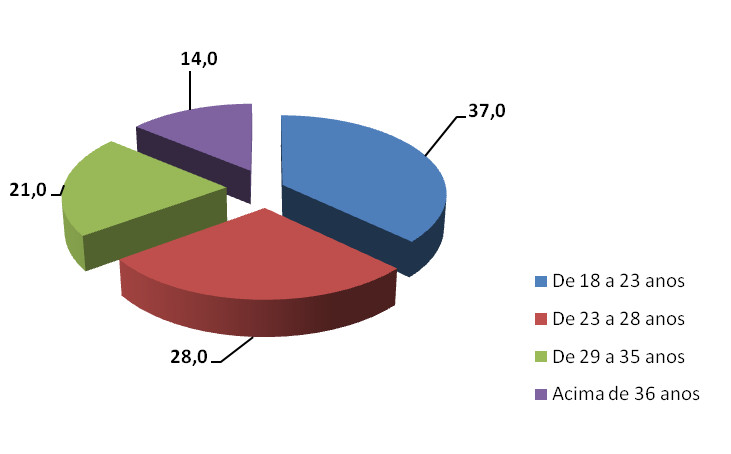 14,0
37,0
21,0
28,0
De 18 a 23 anos
De 23 a 28 anos
De 29 a 35 anos
Acima de 36 anos